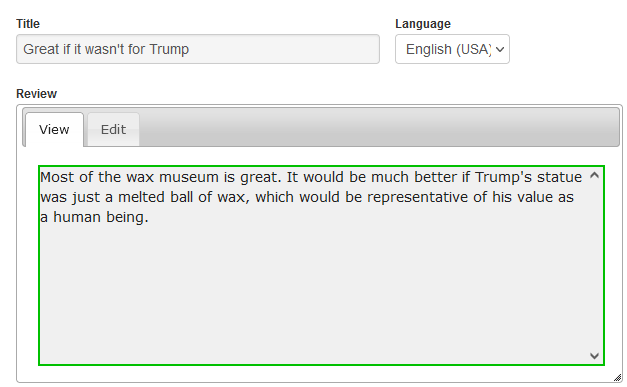 Title
Language
Great if it wasn't for Trump
English (USA)
Review
View
Edit
Most of the wax museum is great. It would be much better if Trump's statue
was just a melted ball of wax, which would be representative of his value as
a human being.